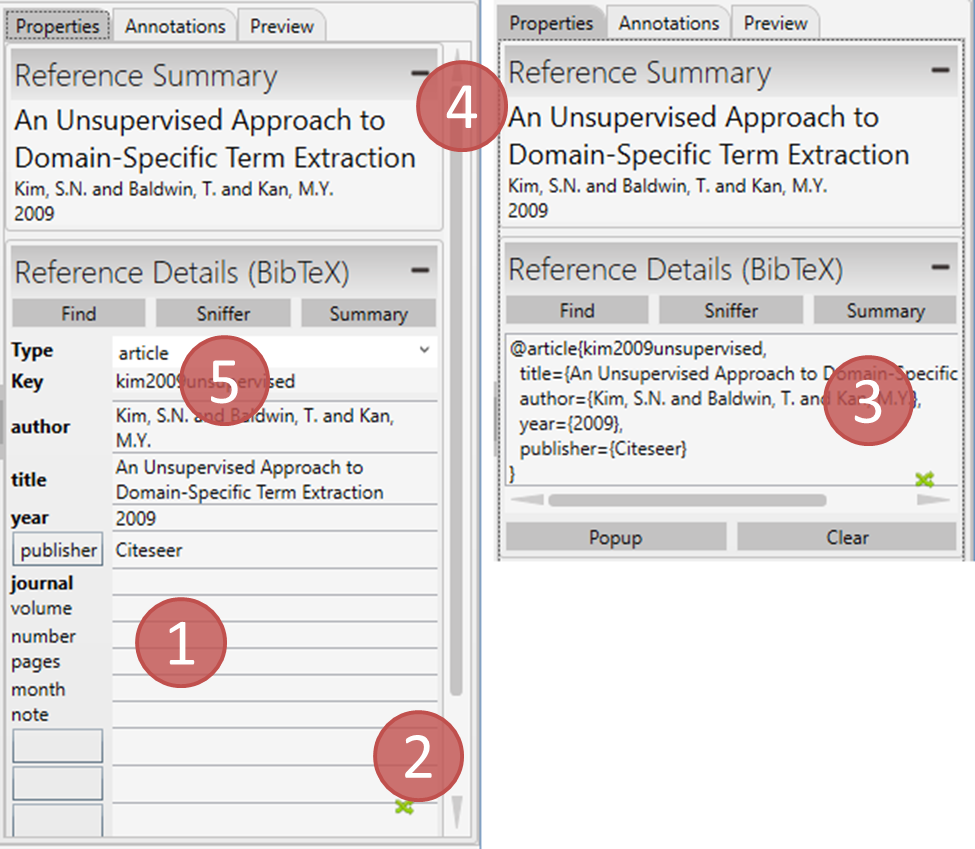 Properties
Annotations
Preview
Reference Summary
An Unsupervised Approach to
Domain-Specific Term Extraction
Kim, S.N. and Baldwin, T. and Kan, M.Y.
2009
Reference Details (BibTeX)
Find
Sniffer
Summary
Type
article
Key
kim2009unsupervised
author
Kim, S.N. and Baldwin, T. and Kan,
M.Y.
title
An Unsupervised Approach to
Domain-Specific Term Extraction
year
2009
publisher
Citeseer
journal
volume
number
pages
month
note
1
2
5
4
Properties
Annotations
Preview
Reference Summary
An Unsupervised Approach to
Domain-Specific Term Extraction
Kim, S.N. and Baldwin, T. and Kan, M.Y.
2009
Reference Details (BibTeX)
Find
Sniffer
Summary
@article{kim2009unsupervised,
title={An Unsupervised Approach to Domain-Specific
author={Kim, S.N. and Baldwin, T. and Kan, M.Y.},
year={2009},
publisher={Citeseer}
}
3
Popup
Clear